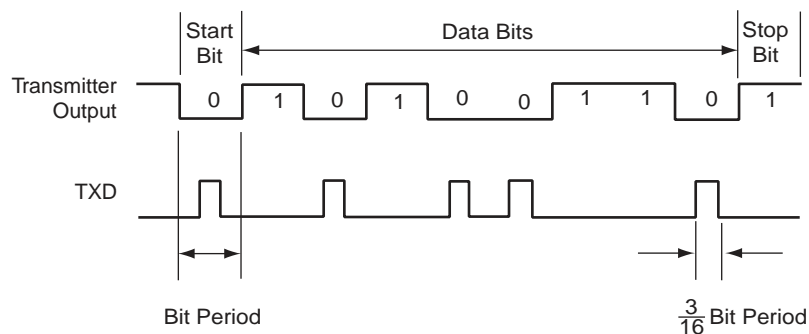 Start
Bit
Data Bits
Stop
Bit
Transmitter
Output
0 1 0 1 0 0 1 1 0 1
TXD
Bit Period
3
16 Bit Period